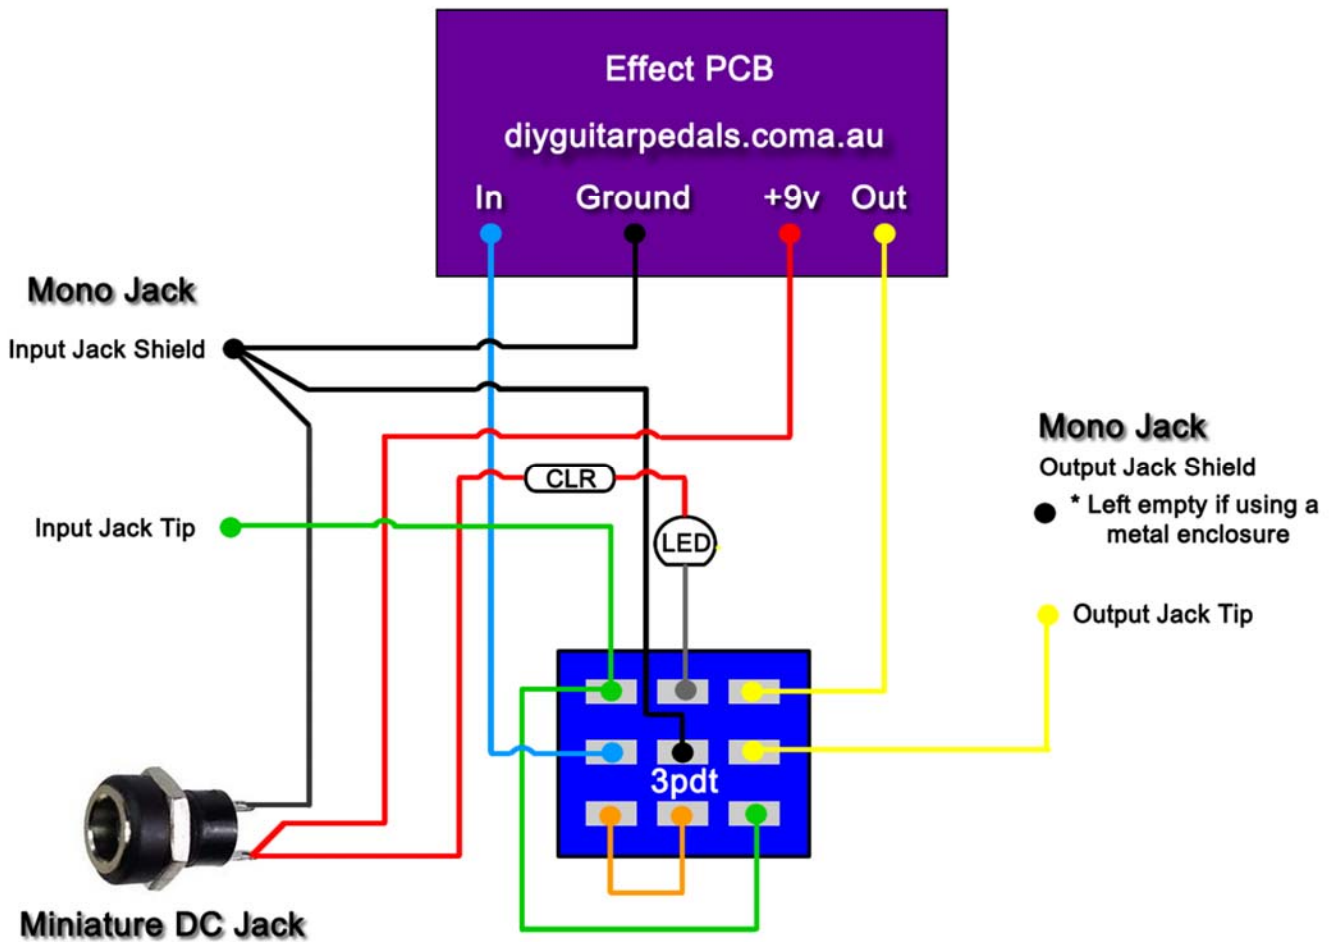 Effect PCB
diyguitarpedals.coma.au
In Ground +9v Out
Mono Jack
Input Jack Shield
CLR
Mono Jack
Output Jack Shield
* Left empty if using a
metal enclosure
Input Jack Tip
LED
Output Jack Tip
3pdt
Miniature DC Jack